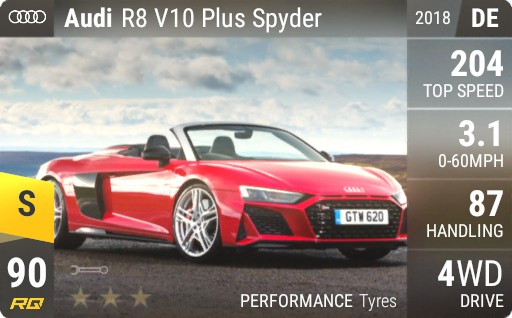 Audi R8 V10 Plus Spyder
2018 DE
204
TOP SPEED
3.1
0-60MPH
87
HANDLING
4WD
DRIVE
S
90
RQ
PERFORMANCE Tyres
Audi
GTW 620